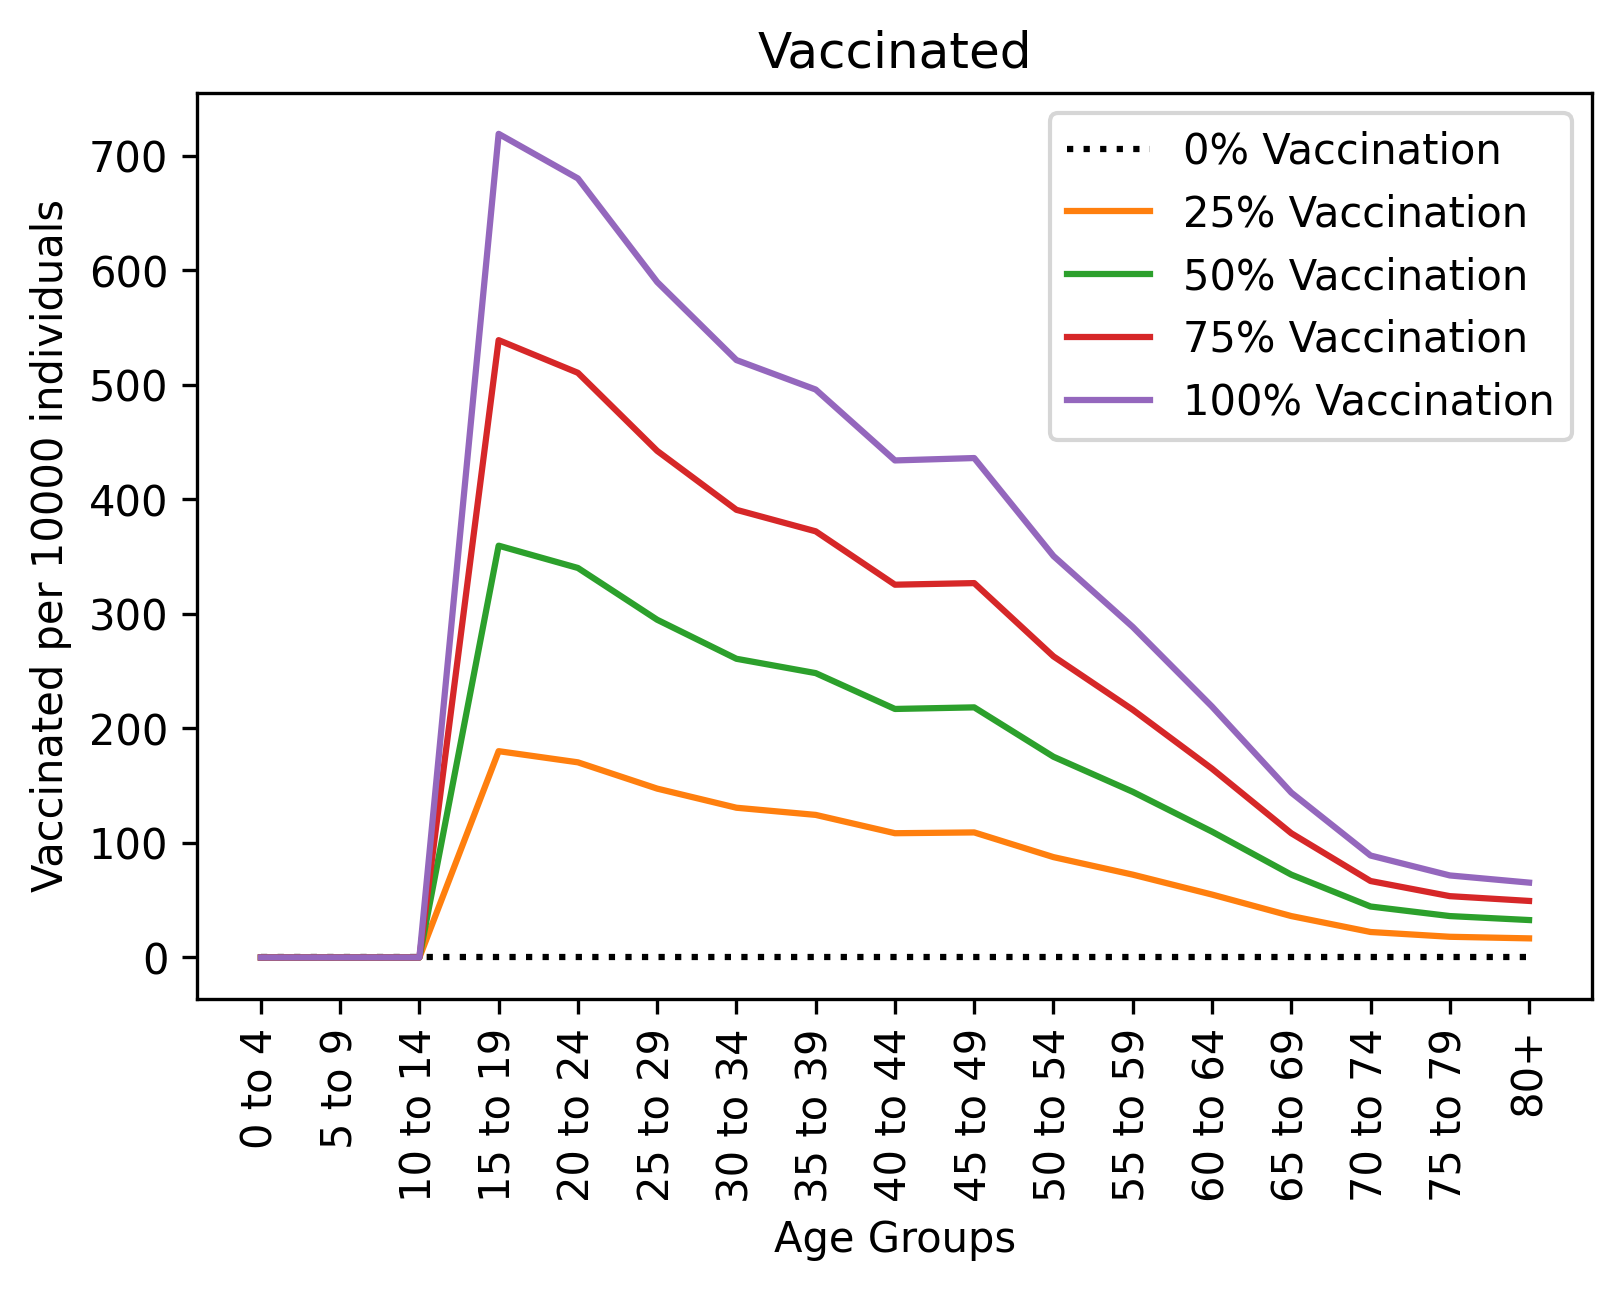 Vaccinated
Vaccinated per 10000 individuals
700
600
500
400
300
200
100
0
0% Vaccination
25% Vaccination
50% Vaccination
75% Vaccination
100% Vaccination
0 to 4
5 to 9
10 to 14
15 to 19
20 to 24
25 to 29
30 to 34
35 to 39
40 to 44
45 to 49
50 to 54
55 to 59
60 to 64
65 to 69
70 to 74
75 to 79
80+
Age Groups